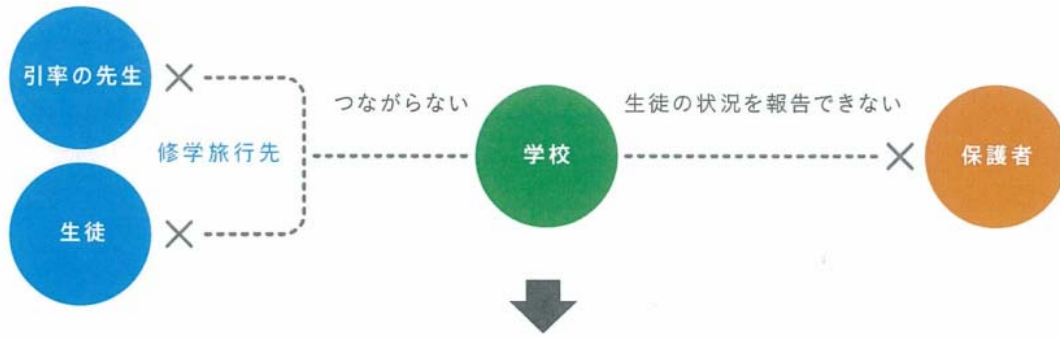 引率の先生
つながらない
生徒の状況を報告できない
修学旅行先
学校
保護者
生徒